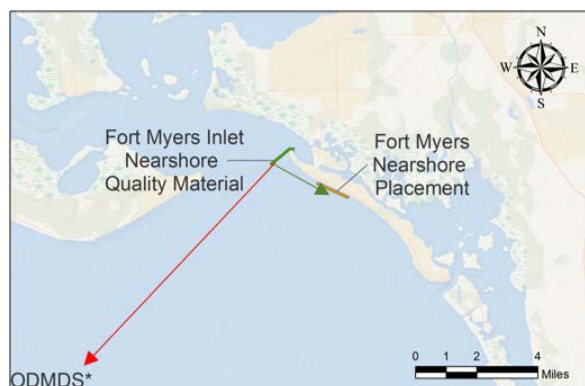 N
W E
S
Fort Myers Inlet
Nearshore
Quality Material
Fort Myers
Nearshore
Placement
ODMDS*
0 1 2 4
Miles